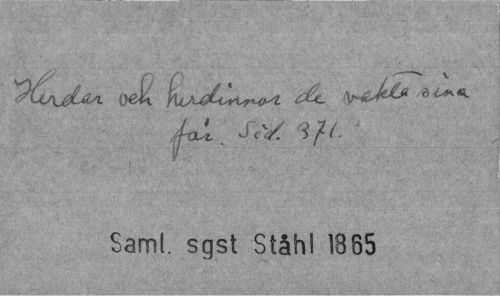 Herdar och herdinnor de vakta sina
får. Sid. 371.
Saml. sgst Ståhl 1865